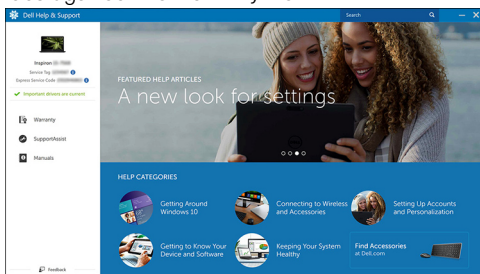 Dell Help & Support
Search
Inspiron
Service Tag
Express Service Code
Important drivers are current
Warranty
SupportAssist
Manuals
Feedback
FEATURED HELP ARTICLES
A new look for settings
HELP CATEGORIES
Getting Around
Windows 10
Connecting to Wireless
and Accessories
Setting Up Accounts
and Personalization
Getting to Know Your
Device and Software
Keeping Your System
Healthy
Find Accessories
at Dell.com